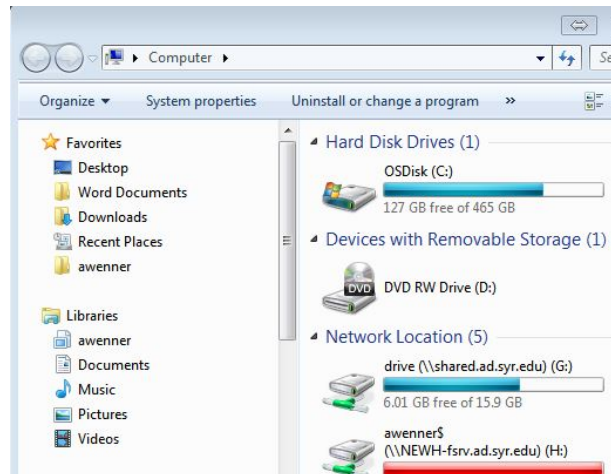 Computer
Se
Organize
System properties
Uninstall or change a program
»
Favorites
Desktop
Word Documents
Downloads
Recent Places
awenner
Libraries
awenner
Documents
Music
Pictures
Videos
Hard Disk Drives (1)
OSDisk (C:)
127 GB free of 465 GB
Devices with Removable Storage (1)
DVD
DVD RW Drive (D:)
Network Location (5)
drive (\\shared.ad.syr.edu) (G:)
6.01 GB free of 15.9 GB
awenner$
(\\NEWH-fsrv.ad.syr.edu) (H:)